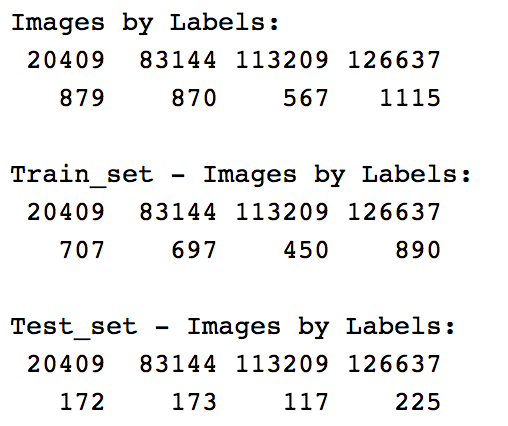 Images by Labels:
20409 83144 113209 126637
879 870 567 1115
Train_set - Images by Labels:
20409 83144 113209 126637
707 697 450 890
Test_set - Images by Labels:
20409 83144 113209 126637
172 173 117 225